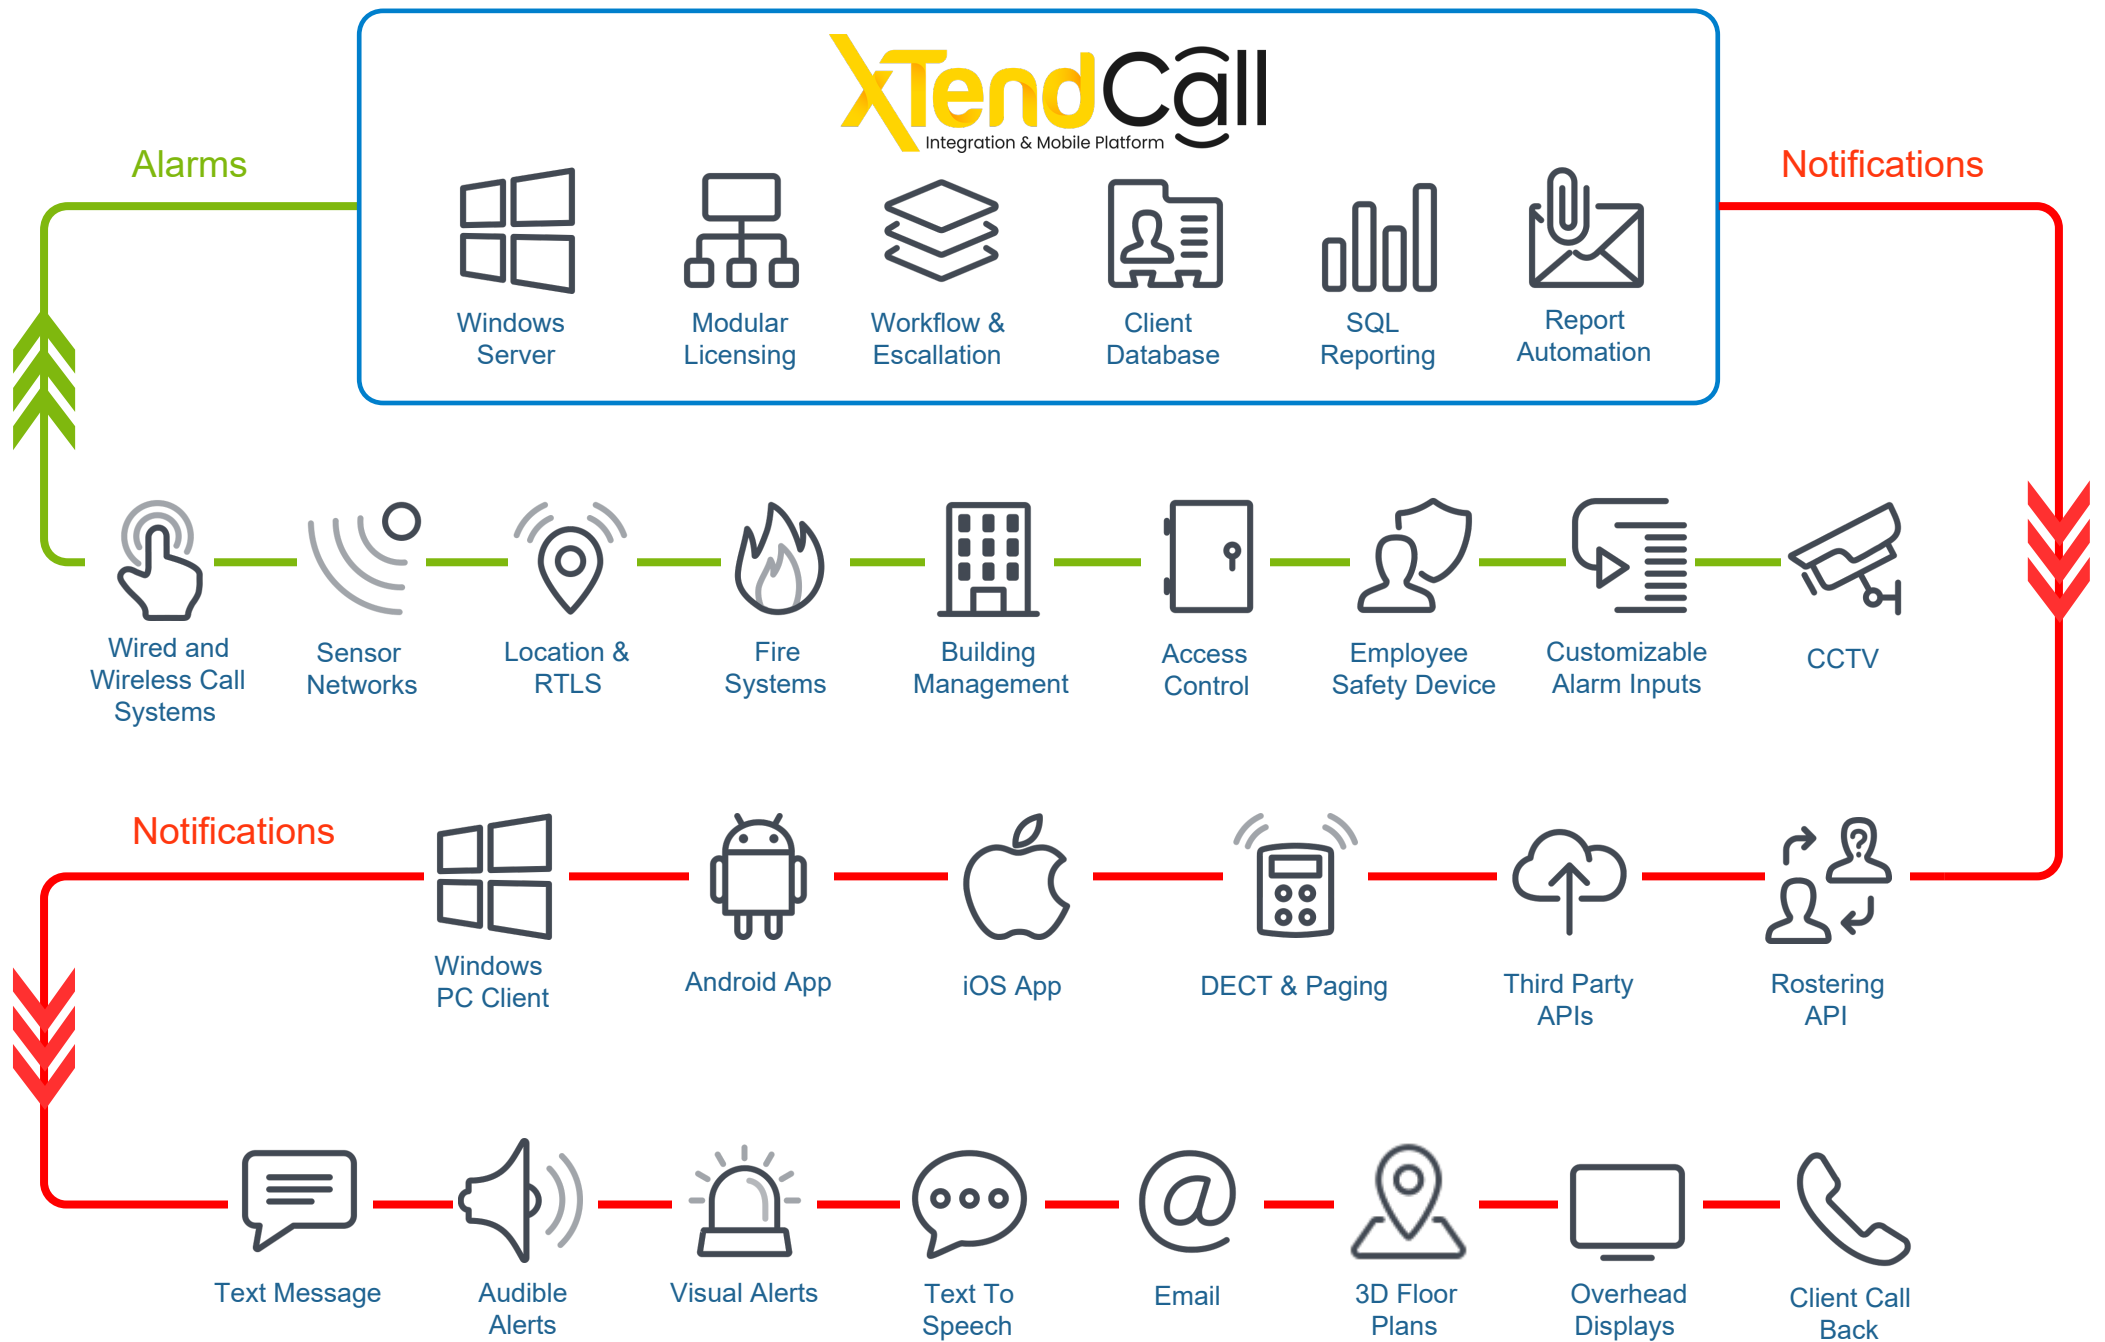 XTendCall
Integration & Mobile Platform
Alarms
Notifications
Windows
Server
Modular
Licensing
Workflow &
Escallation
Client
Database
SQL
Reporting
Report
Automation
Wired and
Wireless Call
Systems
Sensor
Networks
Location &
RTLS
Fire
Systems
Building
Management
Access
Control
Employee
Safety Device
Customizable
Alarm Inputs
CCTV
Notifications
Windows
PC Client
Android App
iOS App
DECT & Paging
Third Party
APIs
Rostering
API
Text Message
Audible
Alerts
Visual Alerts
Text To
Speech
Email
3D Floor
Plans
Overhead
Displays
Client Call
Back